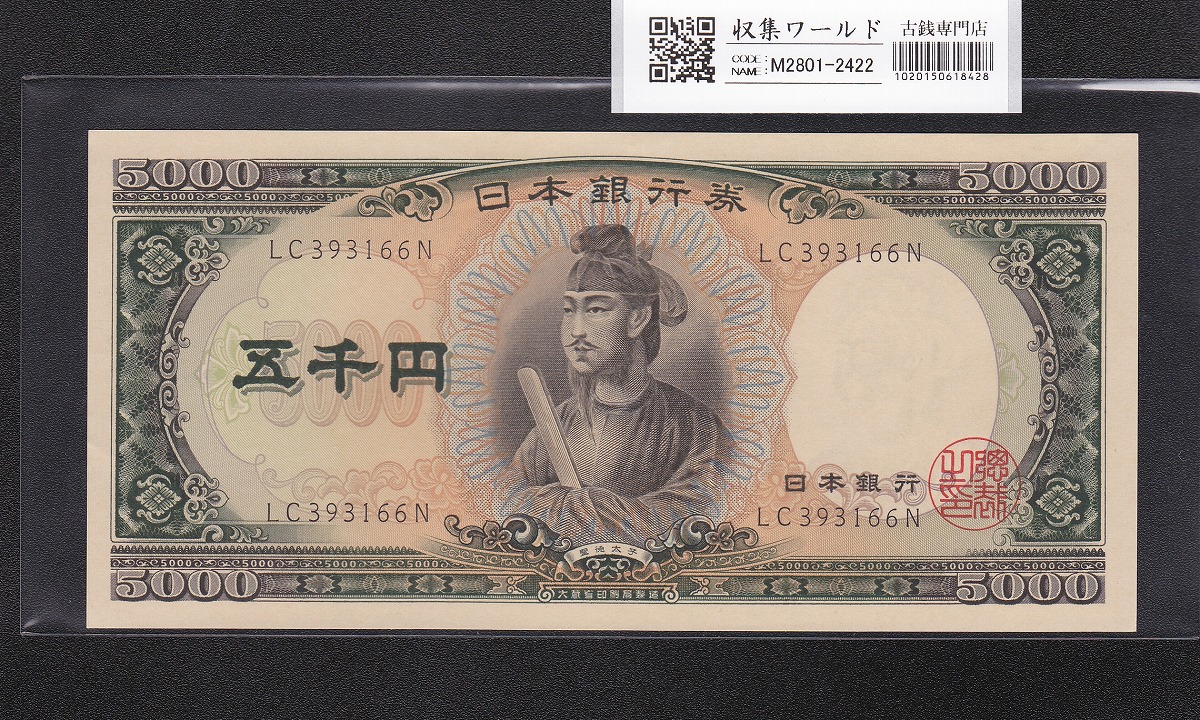 収集ワールド 古銭専門店
CODE:
NAME: M2801-2422
1020150618428
5000 5000
日本銀行券
LC393166N LC393166N
5000
五千円
日本銀行
LC393166N LC393166N
聖徳太子
5000 5000
大蔵省印刷局製造